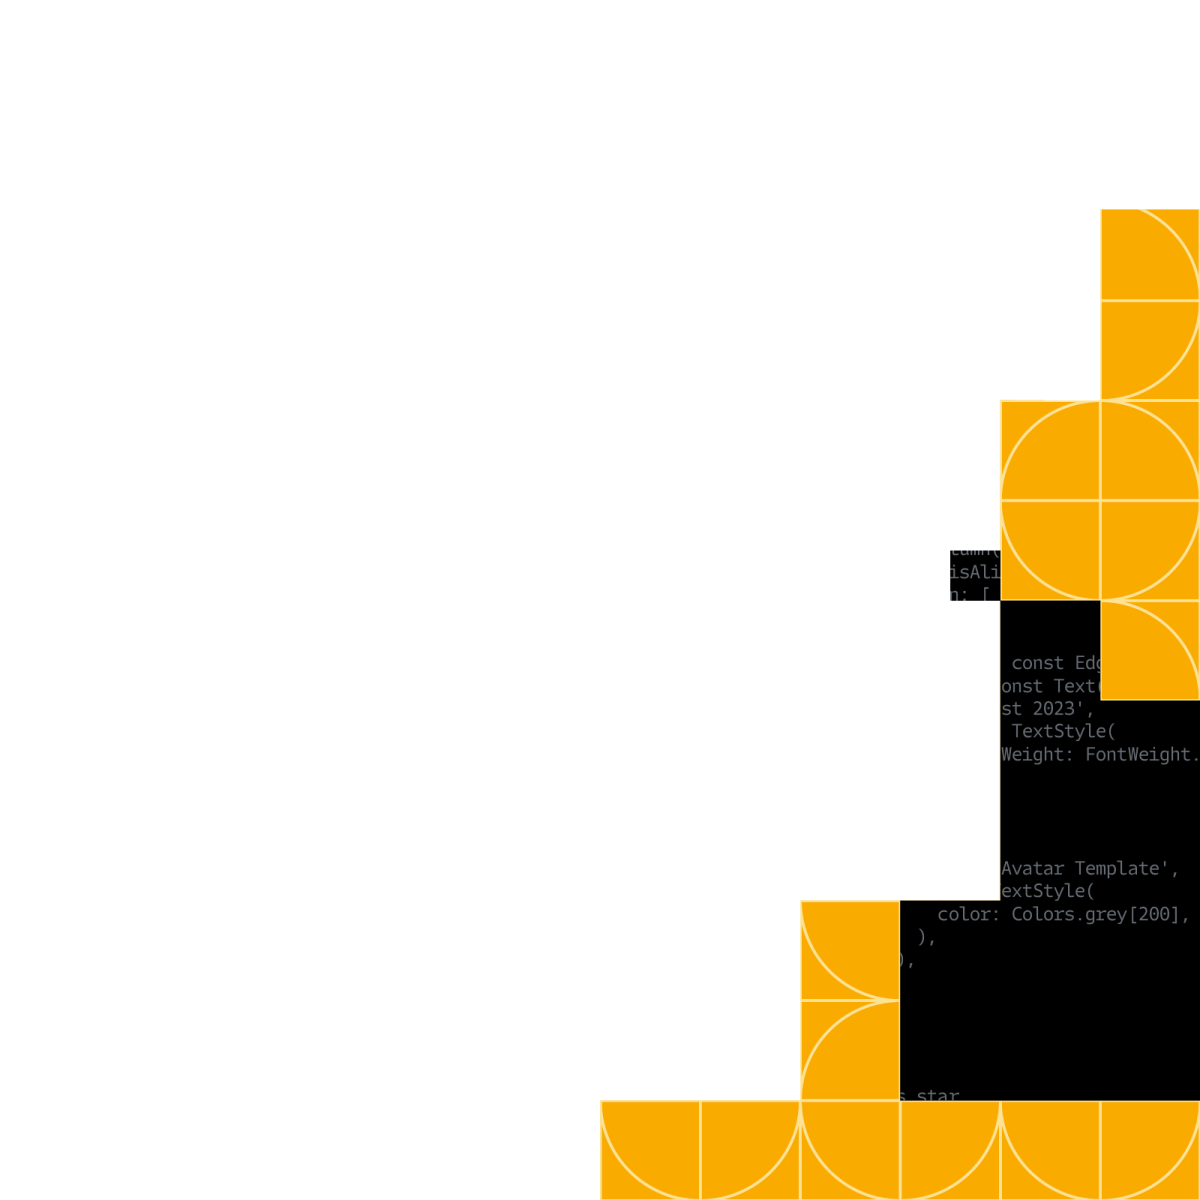 isAli
n: [
const Edg
onst Text(
st 2023',
TextStyle(
Weight: FontWeight.
Avatar Template',
extStyle(
color: Colors.grey[200],
),
),
s star